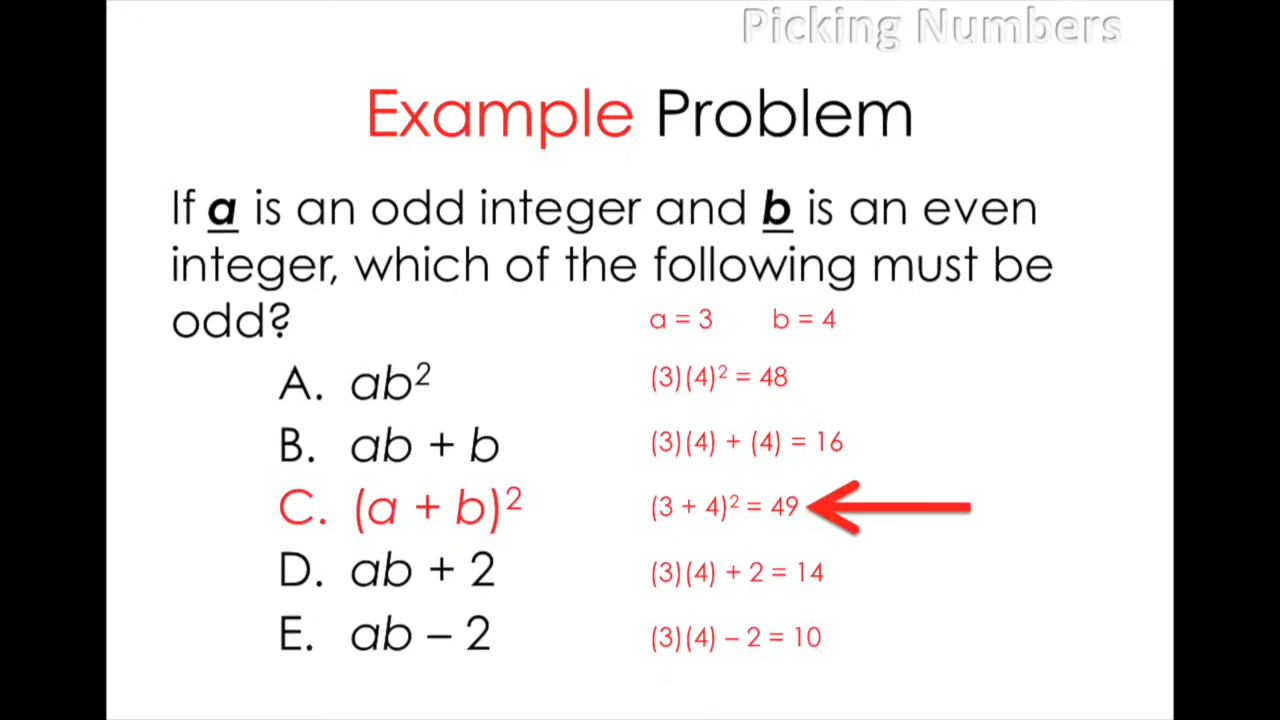 Picking Numbers
Example Problem
If a is an odd integer and b is an even
integer, which of the following must be
odd?
a = 3 b = 4
A. ab² (3)(4)² = 48
B. ab + b (3)(4) + (4) = 16
C. (a + b)² (3 + 4)² = 49
D. ab + 2 (3)(4) + 2 = 14
E. ab – 2 (3)(4) – 2 = 10